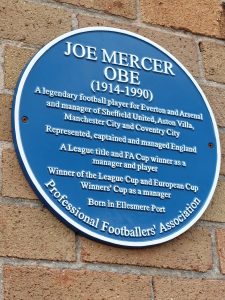 JOE MERCER
OBE
(1914-1990)
A legendary football player for Everton and Arsenal
and manager of Sheffield United, Aston Villa,
Manchester City and Coventry City
Represented, captained and managed England
A League title and FA Cup winner as a
manager and player
Winner of the League Cup and European Cup
Winners' Cup as a manager
Born in Ellesmere Port
Professional Footballers' Association